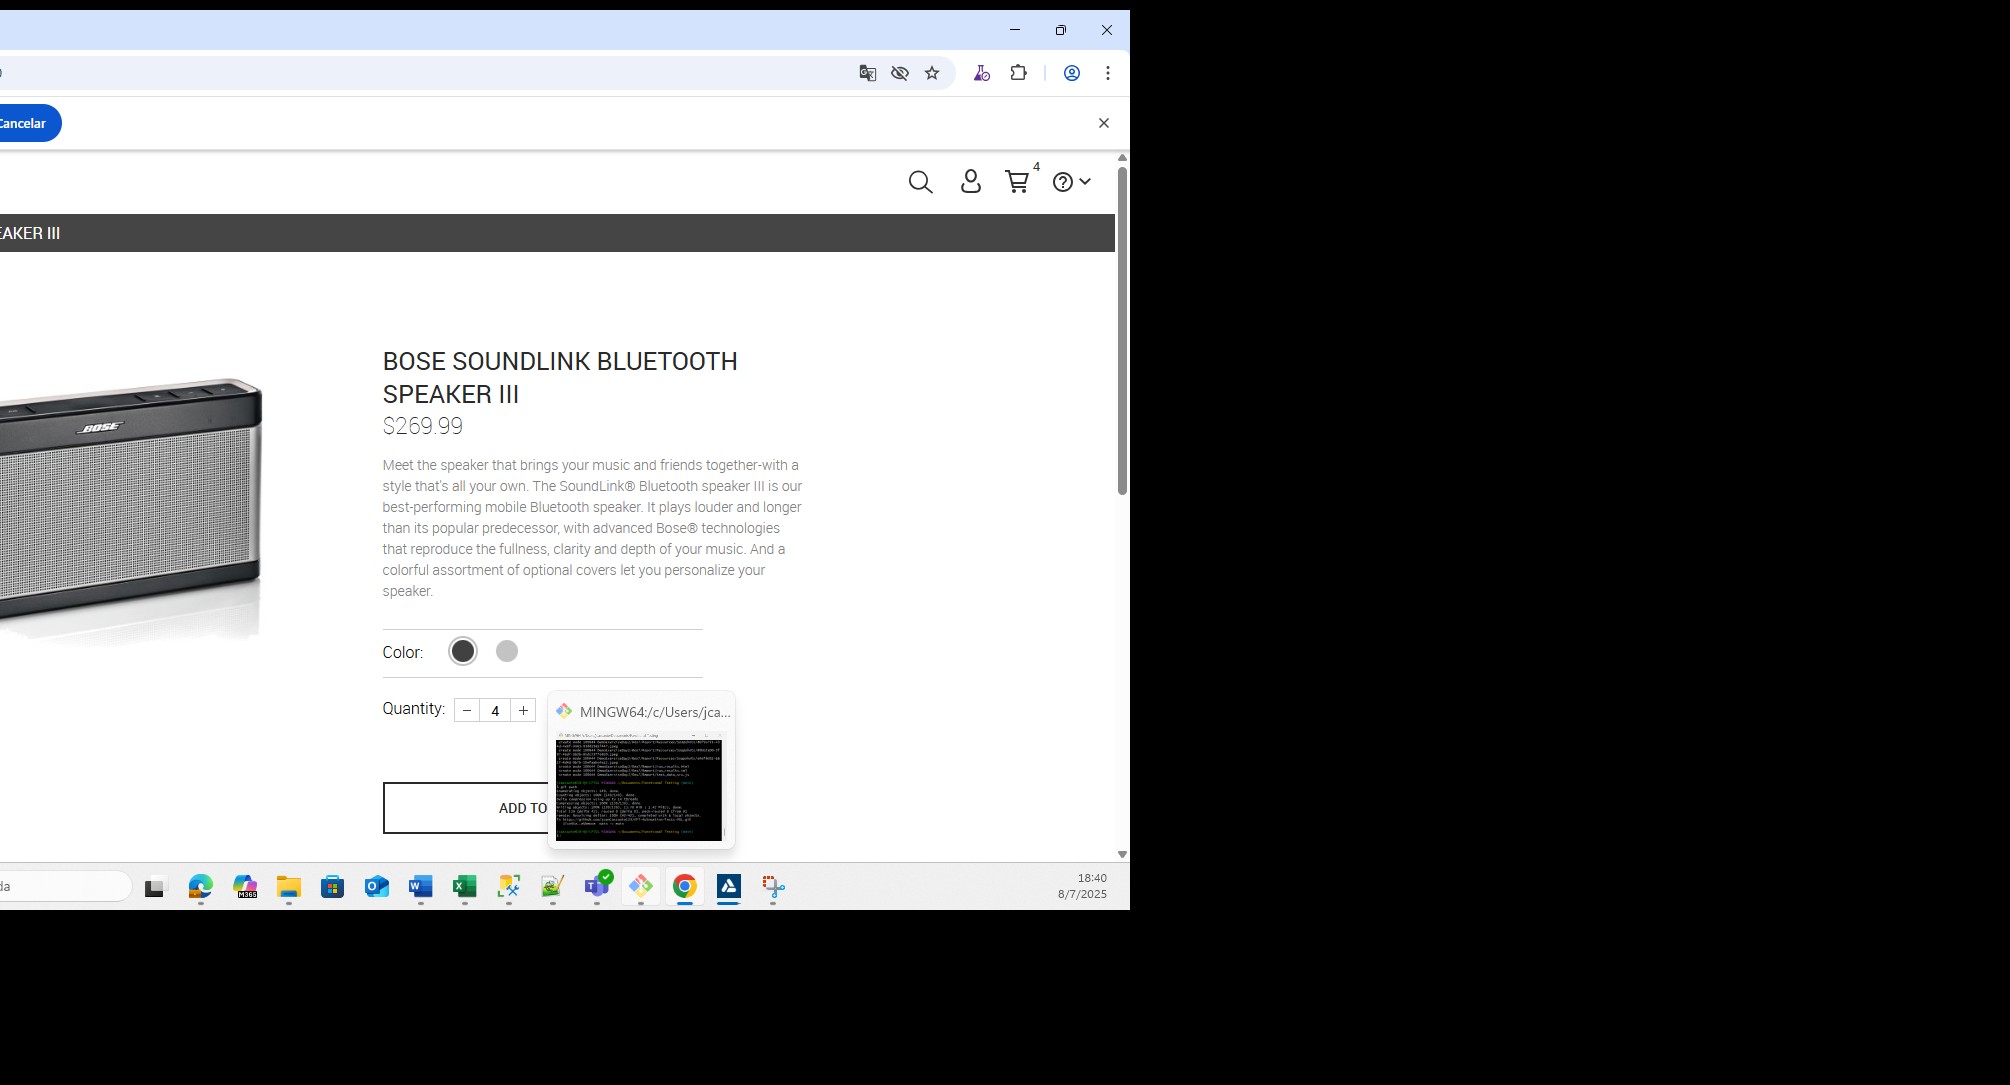 Cancelar
4
EAKER III
BOSE SOUNDLINK BLUETOOTH
SPEAKER III
$269.99
BOSE
Meet the speaker that brings your music and friends together-with a
style that's all your own. The SoundLink® Bluetooth speaker III is our
best-performing mobile Bluetooth speaker. It plays louder and longer
than its popular predecessor, with advanced Bose® technologies
that reproduce the fullness, clarity and depth of your music. And a
colorful assortment of optional covers let you personalize your
speaker.
Color:
Quantity: − 4 +
MINGW64:/c/Users/jca...
ADD TO
da
M365
18:40
8/7/2025